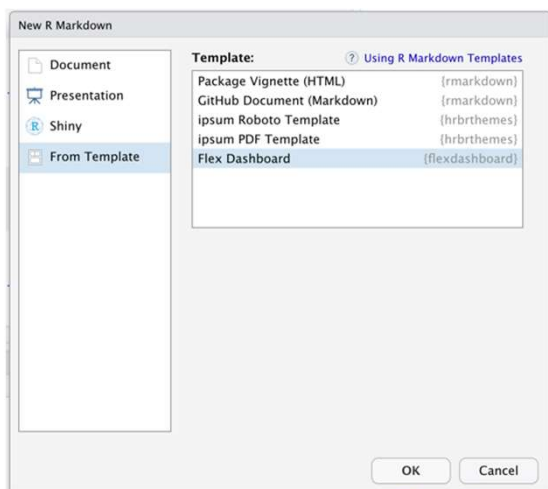 New R Markdown
Document
Presentation
R Shiny
From Template
Template:
? Using R Markdown Templates
Package Vignette (HTML) {rmarkdown}
GitHub Document (Markdown) {rmarkdown}
ipsum Roboto Template {hrbrthemes}
ipsum PDF Template {hrbrthemes}
Flex Dashboard {flexdashboard}
OK Cancel